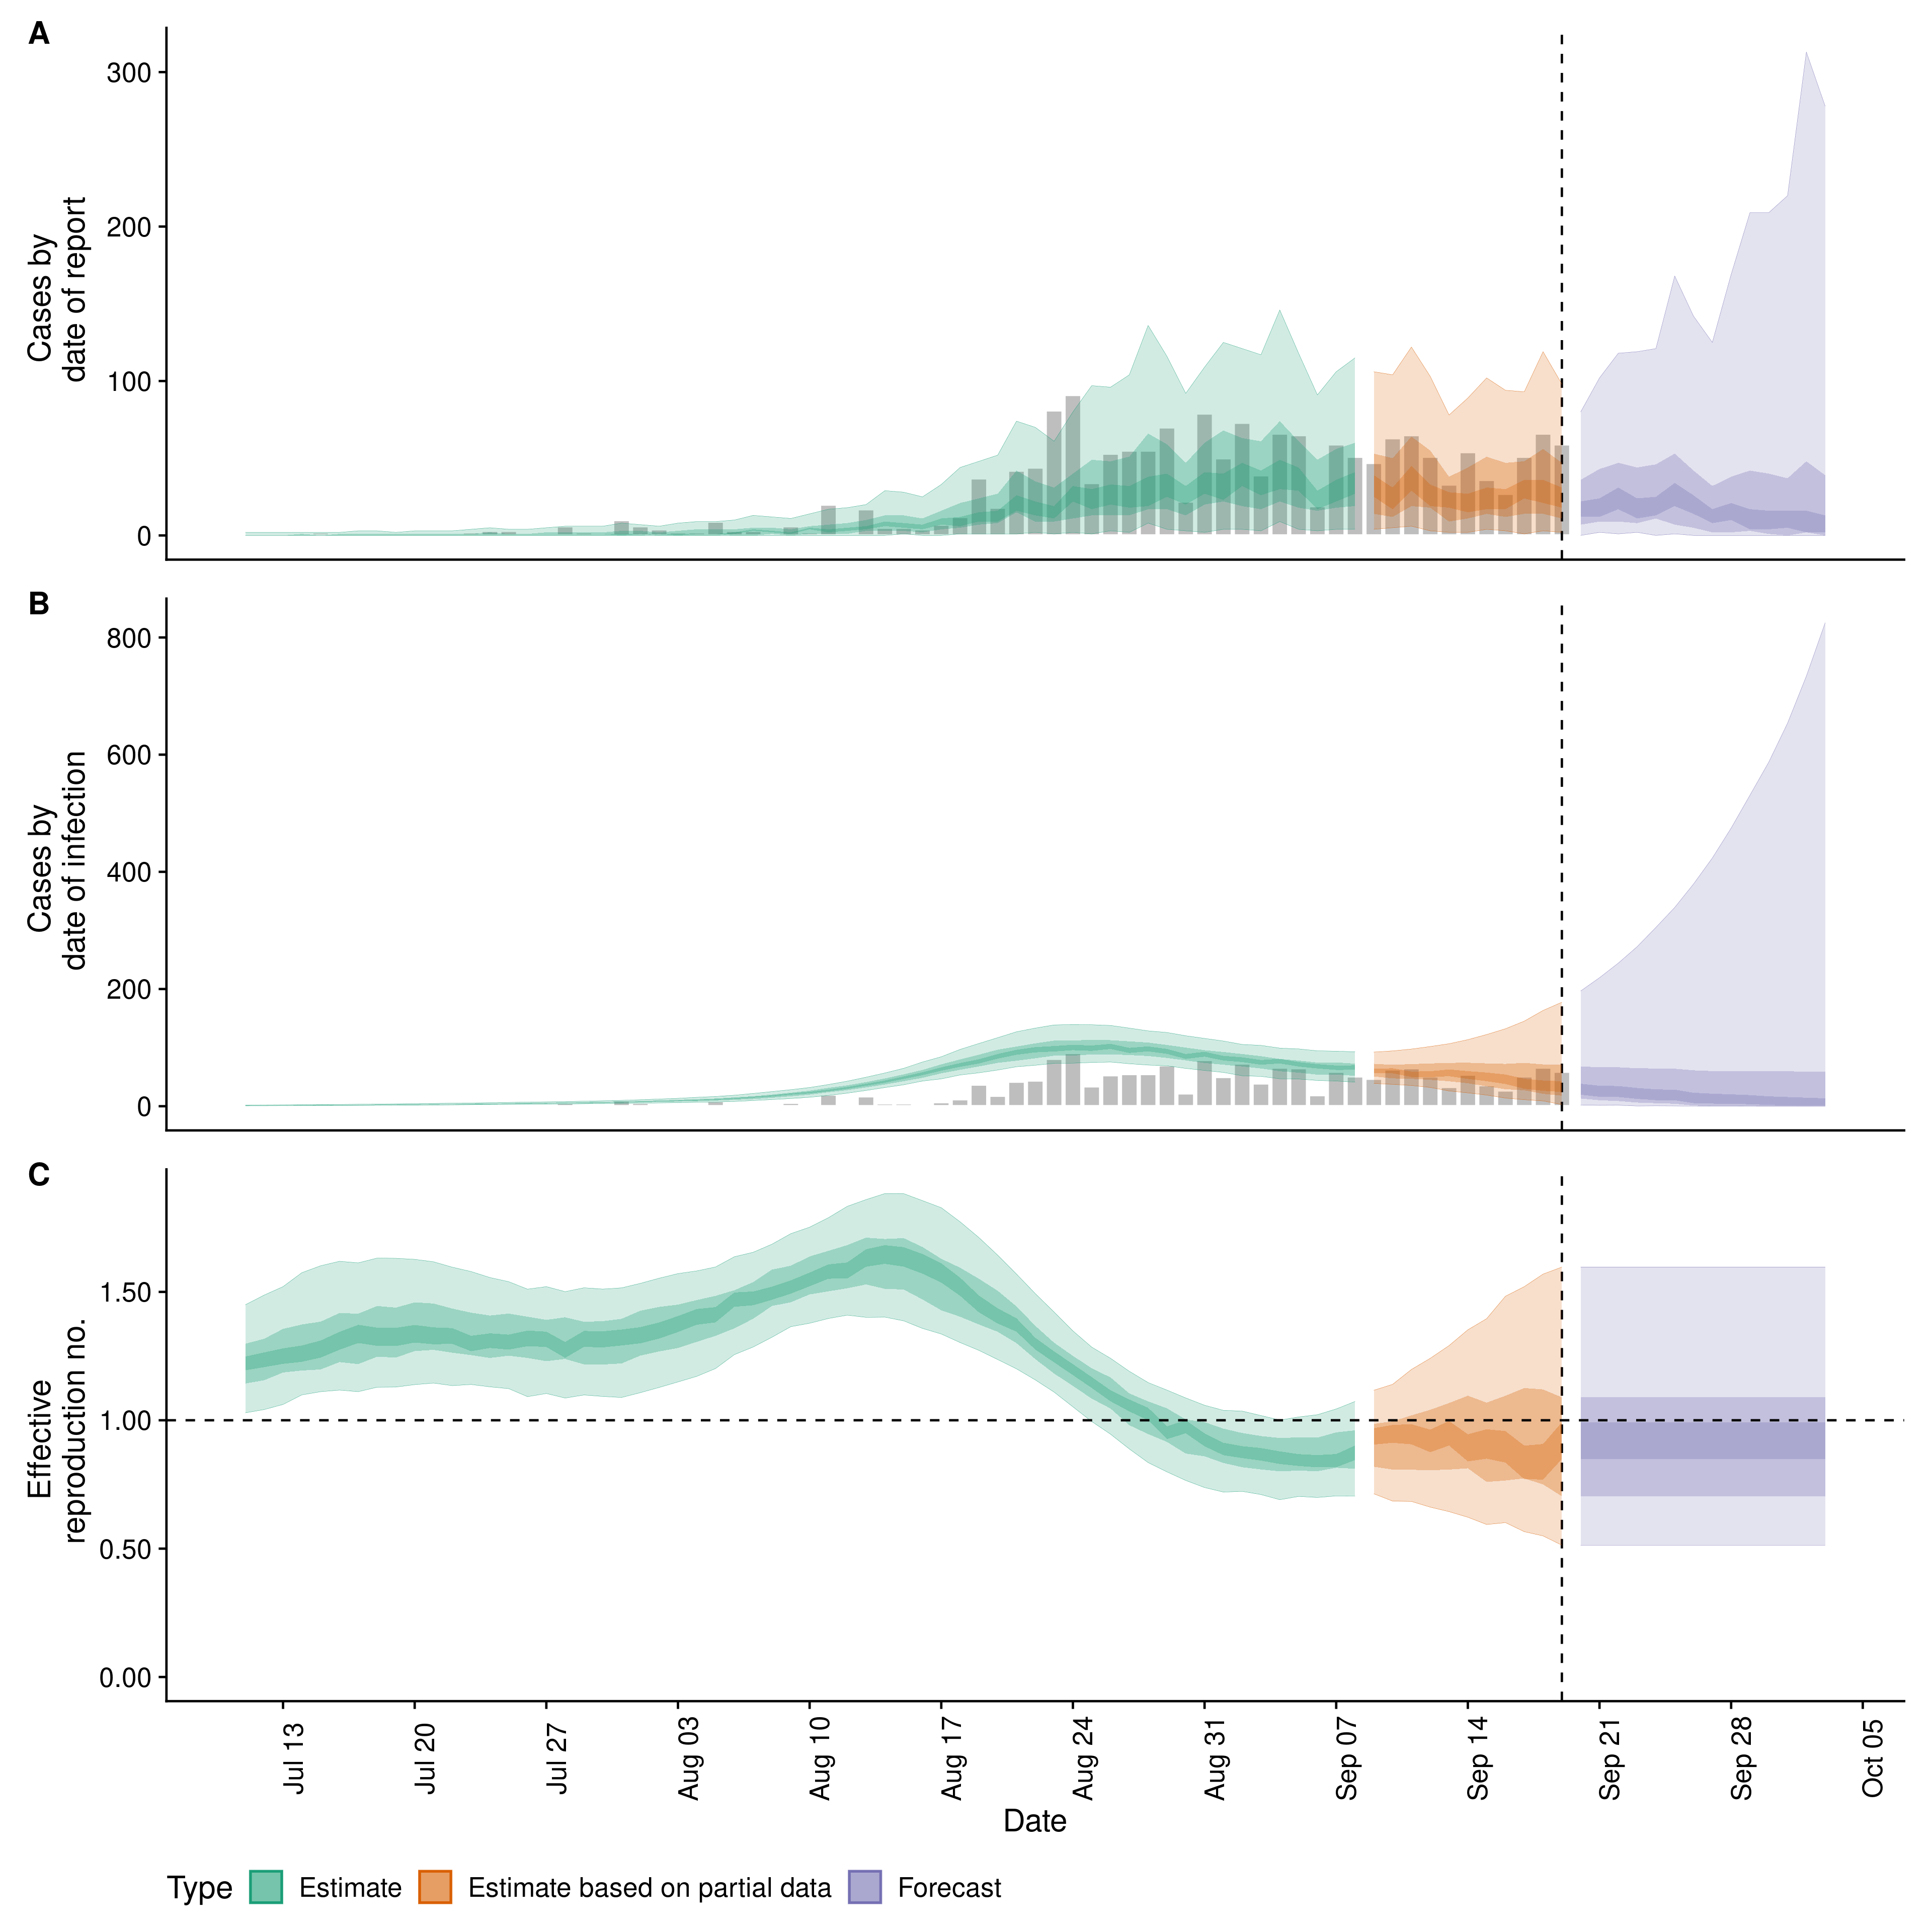 A
Cases by
date of report
300
200
100
0
B
Cases by
date of infection
800
600
400
200
0
C
Effective
reproduction no.
1.50
1.00
0.50
0.00
Jul 13
Jul 20
Jul 27
Aug 03
Aug 10
Aug 17
Aug 24
Aug 31
Sep 07
Sep 14
Sep 21
Sep 28
Oct 05
Date
Type Estimate Estimate based on partial data Forecast